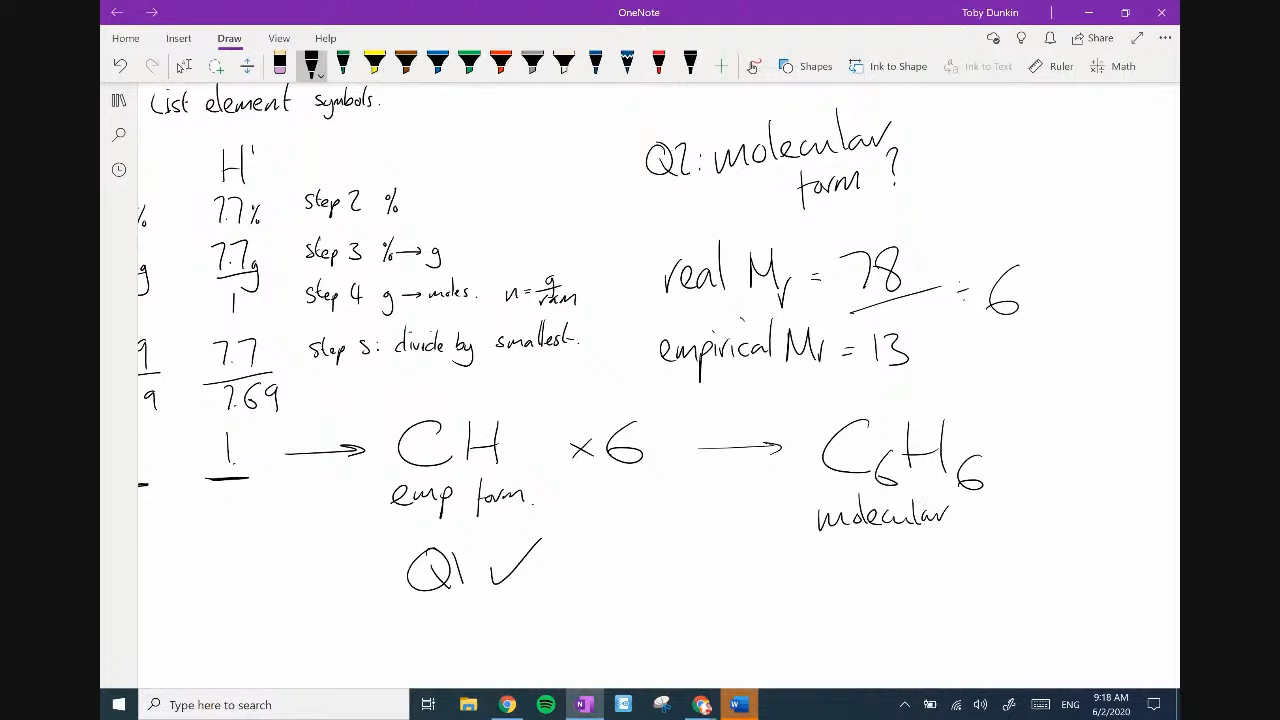 OneNote
Toby Dunkin
Home Insert Draw View Help
Share
Shapes Ink to Shape Ink to Text Ruler Math
List element symbols.
H¹
% 7.7% step 2 %
g 7.7g step 3 % → g
1 step 4 g → moles. n = g
9 7.7 step 5: divide by smallest.
9 7.69
1. → CH ×6 → C₆H₆
emp form. molecular
Q1 ✓
Q2: molecular
form ?
real Mr = 78 ÷ 6
empirical Mr = 13
Type here to search
ENG
9:18 AM
6/2/2020